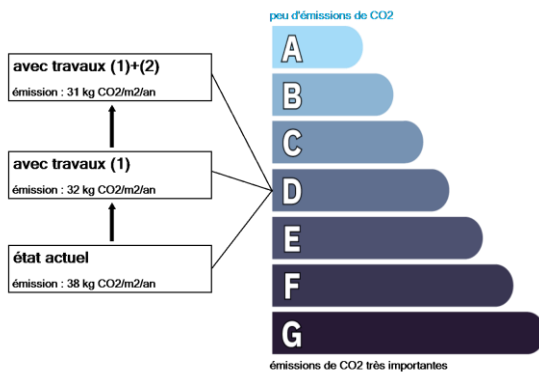 peu d'émissions de CO2
avec travaux (1)+(2)
émission : 31 kg CO2/m2/an
avec travaux (1)
émission : 32 kg CO2/m2/an
état actuel
émission : 38 kg CO2/m2/an
A
B
C
D
E
F
G
émissions de CO2 très importantes